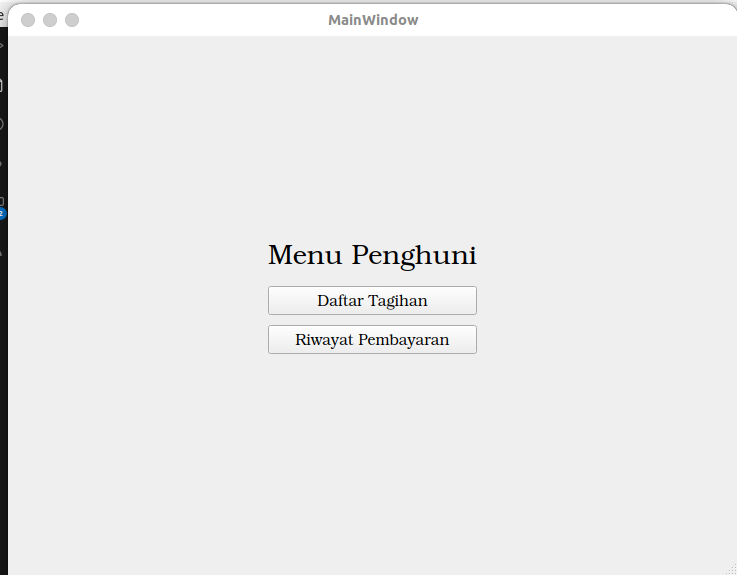 MainWindow
Menu Penghuni
Daftar Tagihan
Riwayat Pembayaran